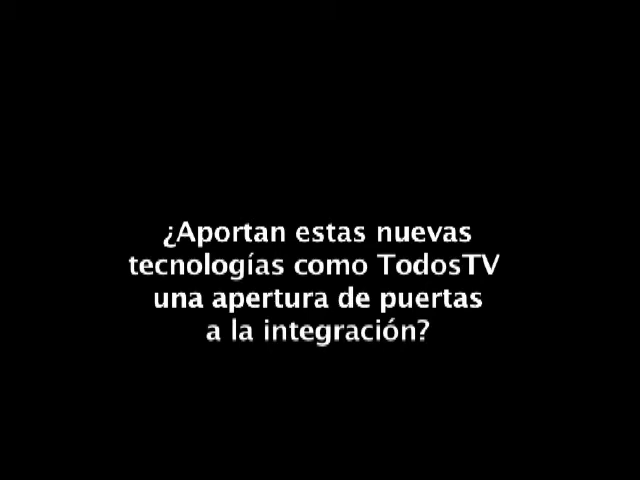 ¿Aportan estas nuevas
tecnologías como TodosTV
una apertura de puertas
a la integración?